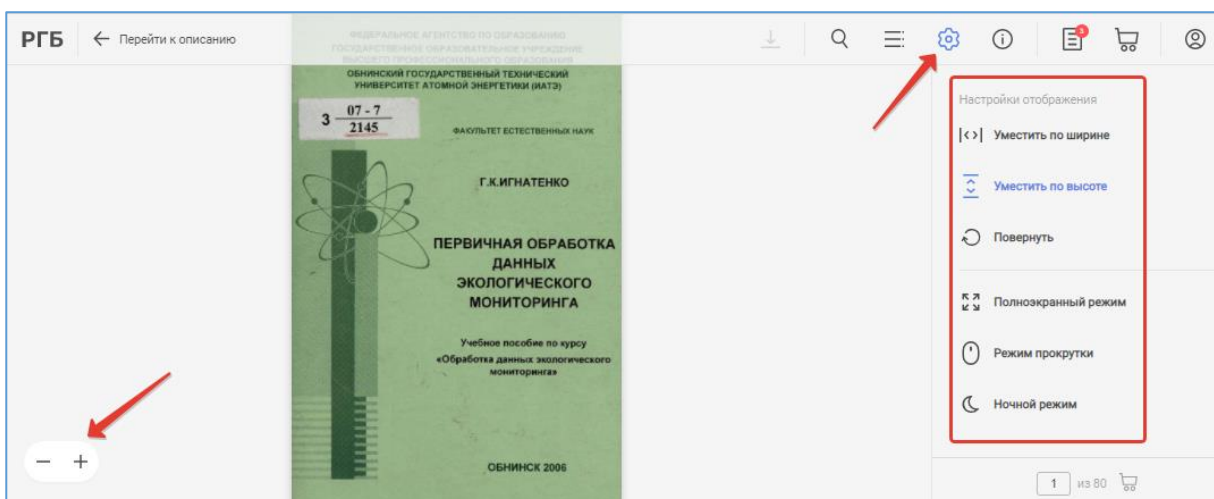 РГБ
Перейти к описанию
ФЕДЕРАЛЬНОЕ АГЕНТСТВО ПО ОБРАЗОВАНИЮ
ГОСУДАРСТВЕННОЕ ОБРАЗОВАТЕЛЬНОЕ УЧРЕЖДЕНИЕ
ВЫСШЕГО ПРОФЕССИОНАЛЬНОГО ОБРАЗОВАНИЯ
ОБНИНСКИЙ ГОСУДАРСТВЕННЫЙ ТЕХНИЧЕСКИЙ
УНИВЕРСИТЕТ АТОМНОЙ ЭНЕРГЕТИКИ (ИАТЭ)
3 07 - 7
2145
ФАКУЛЬТЕТ ЕСТЕСТВЕННЫХ НАУК
Г.К.ИГНАТЕНКО
ПЕРВИЧНАЯ ОБРАБОТКА
ДАННЫХ
ЭКОЛОГИЧЕСКОГО
МОНИТОРИНГА
Учебное пособие по курсу
«Обработка данных экологического
мониторинга»
ОБНИНСК 2006
Настройки отображения
Уместить по ширине
Уместить по высоте
Повернуть
Полноэкранный режим
Режим прокрутки
Ночной режим
1 из 80